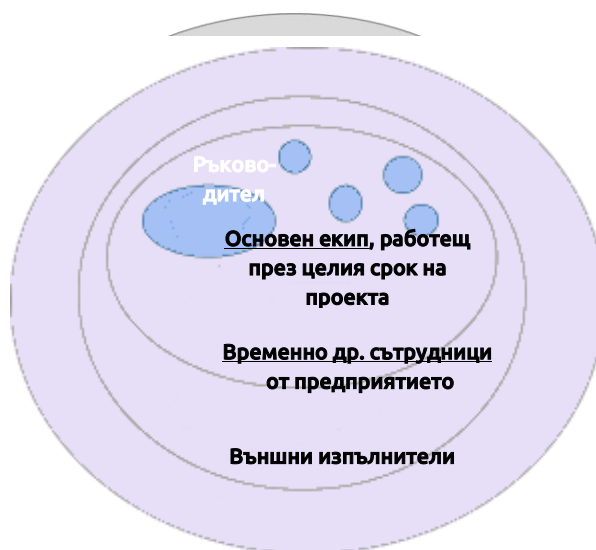 Ръково-
дител
Основен екип, работещ
през целия срок на
проекта
Временно др. сътрудници
от предприятието
Външни изпълнители